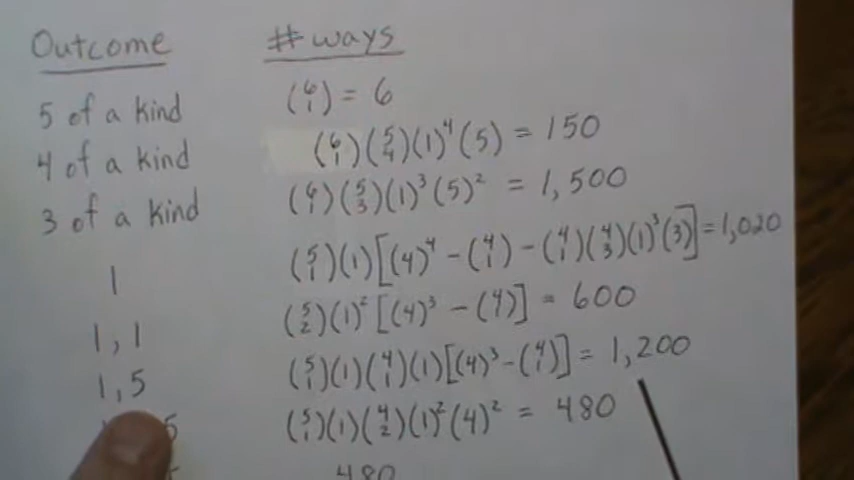 Outcome # ways
5 of a kind (6 1) = 6
4 of a kind (6 1)(5 4)(1)⁴(5) = 150
3 of a kind (6 1)(5 3)(1)³(5)² = 1,500
1 (5 1)(1)[(4)⁴ - (4 1) - (4 1)(4 3)(1)³(3)] = 1,020
1, 1 (5 2)(1)²[(4)³ - (4 1)] = 600
1, 5 (5 1)(1)(4 1)(1)[(4)³ - (4 1)] = 1,200
5 (5 1)(1)(4 2)(1)²(4)² = 480
480